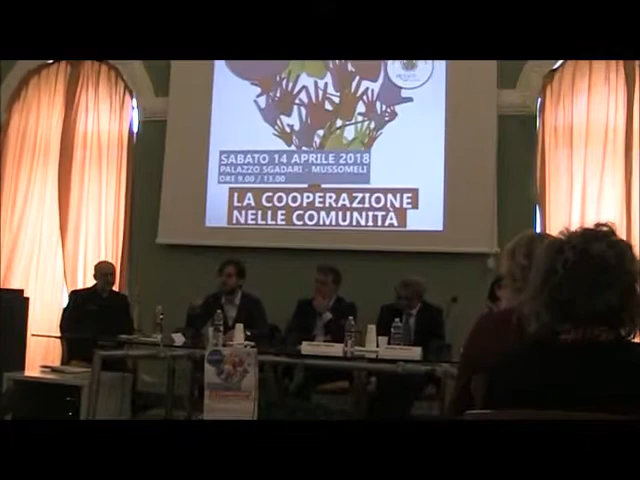 SABATO 14 APRILE 2018
PALAZZO SGADARI - MUSSOMELI
ORE 9.00 / 13.00
LA COOPERAZIONE
NELLE COMUNITÀ